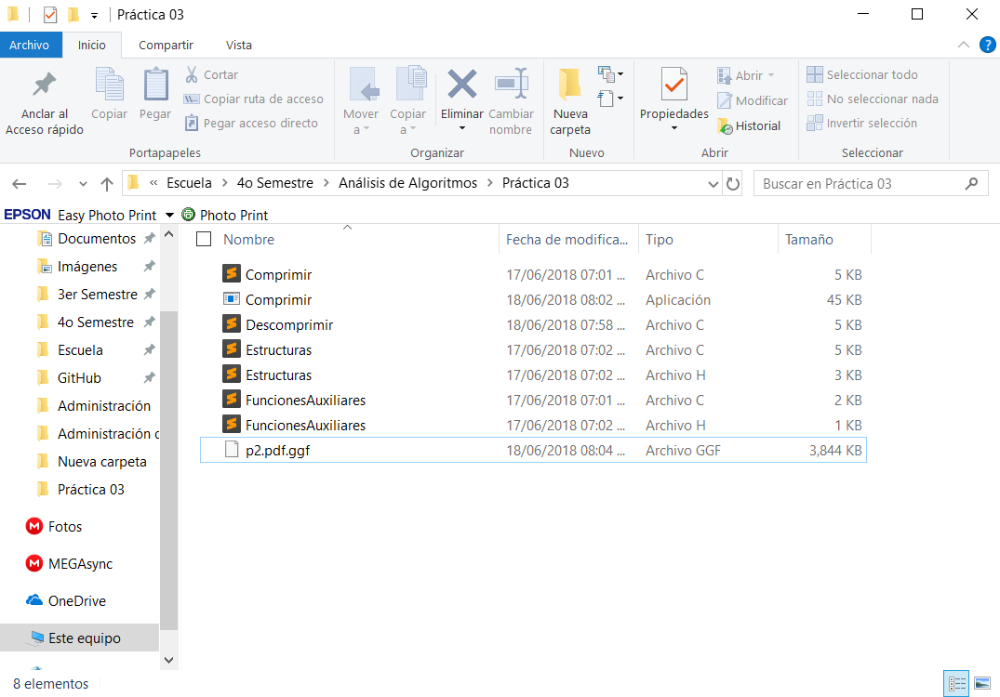 Práctica 03
Archivo Inicio Compartir Vista
Anclar al
Acceso rápido
Copiar
Pegar
Cortar
Copiar ruta de acceso
Pegar acceso directo
Portapapeles
Mover
a
Copiar
a
Eliminar
Cambiar
nombre
Organizar
Nueva
carpeta
Nuevo
Propiedades
Abrir
Modificar
Historial
Abrir
Seleccionar todo
No seleccionar nada
Invertir selección
Seleccionar
« Escuela > 4o Semestre > Análisis de Algoritmos > Práctica 03
Buscar en Práctica 03
EPSON Easy Photo Print Photo Print
Documentos
Imágenes
3er Semestre
4o Semestre
Escuela
GitHub
Administración
Administración c
Nueva carpeta
Práctica 03
Fotos
MEGAsync
OneDrive
Este equipo
Nombre Fecha de modifica... Tipo Tamaño
Comprimir 17/06/2018 07:01 ... Archivo C 5 KB
Comprimir 18/06/2018 08:02 ... Aplicación 45 KB
Descomprimir 18/06/2018 07:58 ... Archivo C 5 KB
Estructuras 17/06/2018 07:02 ... Archivo C 5 KB
Estructuras 17/06/2018 07:02 ... Archivo H 3 KB
FuncionesAuxiliares 17/06/2018 07:01 ... Archivo C 2 KB
FuncionesAuxiliares 17/06/2018 07:02 ... Archivo H 1 KB
p2.pdf.ggf 18/06/2018 08:04 ... Archivo GGF 3,844 KB
8 elementos